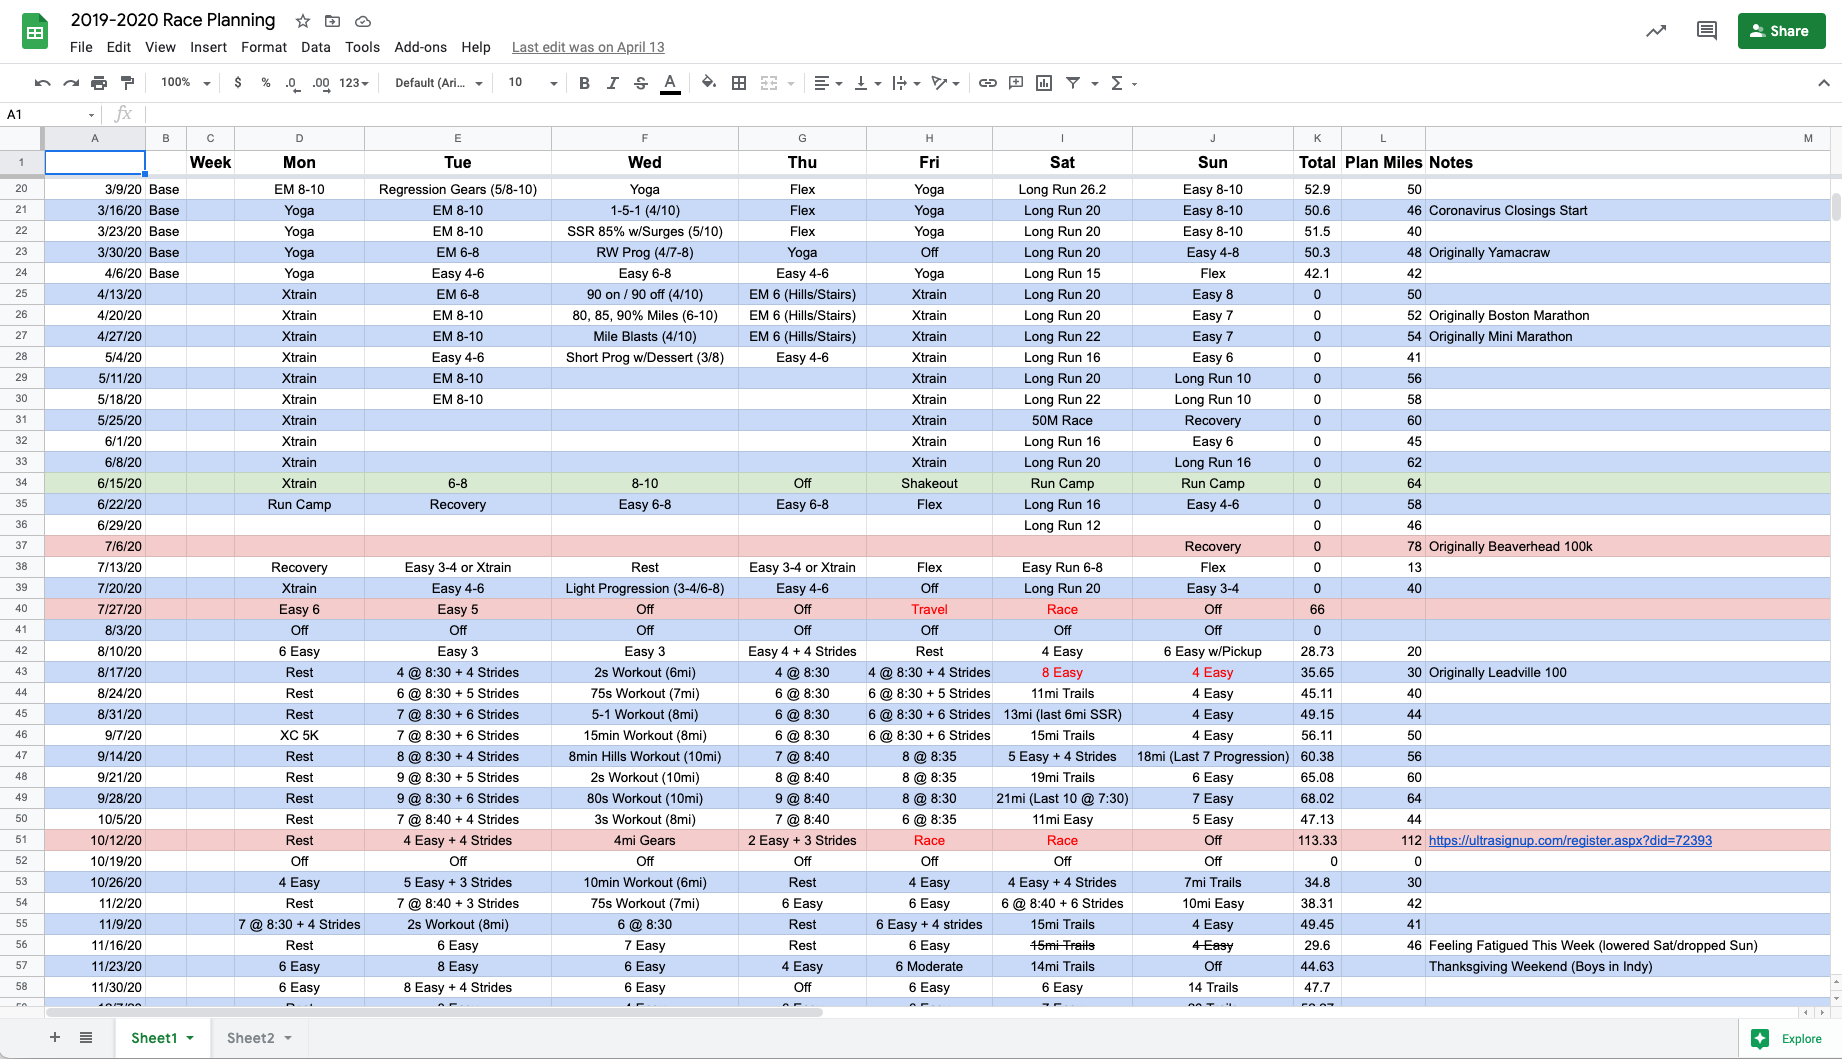 2019-2020 Race Planning
File Edit View Insert Format Data Tools Add-ons Help Last edit was on April 13
Share
100% $ % .0 .00 123 Default (Ari... 10 B I S A
A1 fx
A B C D E F G H I J K L M
1 Week Mon Tue Wed Thu Fri Sat Sun Total Plan Miles Notes
20 3/9/20 Base EM 8-10 Regression Gears (5/8-10) Yoga Flex Yoga Long Run 26.2 Easy 8-10 52.9 50
21 3/16/20 Base Yoga EM 8-10 1-5-1 (4/10) Flex Yoga Long Run 20 Easy 8-10 50.6 46 Coronavirus Closings Start
22 3/23/20 Base Yoga EM 8-10 SSR 85% w/Surges (5/10) Flex Yoga Long Run 20 Easy 8-10 51.5 40
23 3/30/20 Base Yoga EM 6-8 RW Prog (4/7-8) Yoga Off Long Run 20 Easy 4-8 50.3 48 Originally Yamacraw
24 4/6/20 Base Yoga Easy 4-6 Easy 6-8 Easy 4-6 Yoga Long Run 15 Flex 42.1 42
25 4/13/20 Xtrain EM 6-8 90 on / 90 off (4/10) EM 6 (Hills/Stairs) Xtrain Long Run 20 Easy 8 0 50
26 4/20/20 Xtrain EM 8-10 80, 85, 90% Miles (6-10) EM 6 (Hills/Stairs) Xtrain Long Run 20 Easy 7 0 52 Originally Boston Marathon
27 4/27/20 Xtrain EM 8-10 Mile Blasts (4/10) EM 6 (Hills/Stairs) Xtrain Long Run 22 Easy 7 0 54 Originally Mini Marathon
28 5/4/20 Xtrain Easy 4-6 Short Prog w/Dessert (3/8) Easy 4-6 Xtrain Long Run 16 Easy 6 0 41
29 5/11/20 Xtrain EM 8-10 Xtrain Long Run 20 Long Run 10 0 56
30 5/18/20 Xtrain EM 8-10 Xtrain Long Run 22 Long Run 10 0 58
31 5/25/20 Xtrain Xtrain 50M Race Recovery 0 60
32 6/1/20 Xtrain Xtrain Long Run 16 Easy 6 0 45
33 6/8/20 Xtrain Xtrain Long Run 20 Long Run 16 0 62
34 6/15/20 Xtrain 6-8 8-10 Off Shakeout Run Camp Run Camp 0 64
35 6/22/20 Run Camp Recovery Easy 6-8 Easy 6-8 Flex Long Run 16 Easy 4-6 0 58
36 6/29/20 Long Run 12 0 46
37 7/6/20 Recovery 0 78 Originally Beaverhead 100k
38 7/13/20 Recovery Easy 3-4 or Xtrain Rest Easy 3-4 or Xtrain Flex Easy Run 6-8 Flex 0 13
39 7/20/20 Xtrain Easy 4-6 Light Progression (3-4/6-8) Easy 4-6 Off Long Run 20 Easy 3-4 0 40
40 7/27/20 Easy 6 Easy 5 Off Off Travel Race Off 66
41 8/3/20 Off Off Off Off Off Off Off 0
42 8/10/20 6 Easy Easy 3 Easy 3 Easy 4 + 4 Strides Rest 4 Easy 6 Easy w/Pickup 28.73 20
43 8/17/20 Rest 4 @ 8:30 + 4 Strides 2s Workout (6mi) 4 @ 8:30 4 @ 8:30 + 4 Strides 8 Easy 4 Easy 35.65 30 Originally Leadville 100
44 8/24/20 Rest 6 @ 8:30 + 5 Strides 75s Workout (7mi) 6 @ 8:30 6 @ 8:30 + 5 Strides 11mi Trails 4 Easy 45.11 40
45 8/31/20 Rest 7 @ 8:30 + 6 Strides 5-1 Workout (8mi) 6 @ 8:30 6 @ 8:30 + 6 Strides 13mi (last 6mi SSR) 4 Easy 49.15 44
46 9/7/20 XC 5K 7 @ 8:30 + 6 Strides 15min Workout (8mi) 6 @ 8:30 6 @ 8:30 + 6 Strides 15mi Trails 4 Easy 56.11 50
47 9/14/20 Rest 8 @ 8:30 + 4 Strides 8min Hills Workout (10mi) 7 @ 8:40 8 @ 8:35 5 Easy + 4 Strides 18mi (Last 7 Progression) 60.38 56
48 9/21/20 Rest 9 @ 8:30 + 5 Strides 2s Workout (10mi) 8 @ 8:40 8 @ 8:35 19mi Trails 6 Easy 65.08 60
49 9/28/20 Rest 9 @ 8:30 + 6 Strides 80s Workout (10mi) 9 @ 8:40 8 @ 8:30 21mi (Last 10 @ 7:30) 7 Easy 68.02 64
50 10/5/20 Rest 7 @ 8:40 + 4 Strides 3s Workout (8mi) 7 @ 8:40 6 @ 8:35 11mi Easy 5 Easy 47.13 44
51 10/12/20 Rest 4 Easy + 4 Strides 4mi Gears 2 Easy + 3 Strides Race Race Off 113.33 112 https://ultrasignup.com/register.aspx?did=72393
52 10/19/20 Off Off Off Off Off Off Off 0 0
53 10/26/20 4 Easy 5 Easy + 3 Strides 10min Workout (6mi) Rest 4 Easy 4 Easy + 4 Strides 7mi Trails 34.8 30
54 11/2/20 Rest 7 @ 8:40 + 3 Strides 75s Workout (7mi) 6 Easy 6 Easy 6 @ 8:40 + 6 Strides 10mi Easy 38.31 42
55 11/9/20 7 @ 8:30 + 4 Strides 2s Workout (8mi) 6 @ 8:30 Rest 6 Easy + 4 strides 15mi Trails 4 Easy 49.45 41
56 11/16/20 Rest 6 Easy 7 Easy Rest 6 Easy 15mi Trails 4 Easy 29.6 46 Feeling Fatigued This Week (lowered Sat/dropped Sun)
57 11/23/20 6 Easy 8 Easy 6 Easy 4 Easy 6 Moderate 14mi Trails Off 44.63 Thanksgiving Weekend (Boys in Indy)
58 11/30/20 6 Easy 8 Easy + 4 Strides 6 Easy Off 6 Easy 6 Easy 14 Trails 47.7
Sheet1 Sheet2 Explore